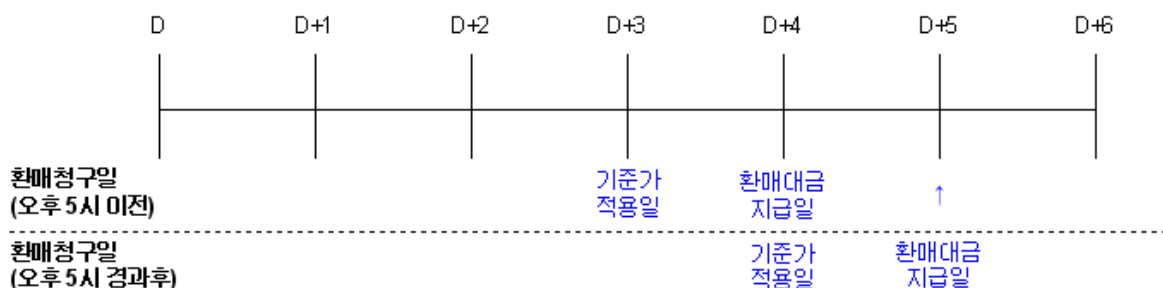 D D+1 D+2 D+3 D+4 D+5 D+6
환매청구일 기준가 환매대금 ↑
(오후 5시 이전) 적용일 지급일
환매청구일 기준가 환매대금
(오후 5시 경과후) 적용일 지급일